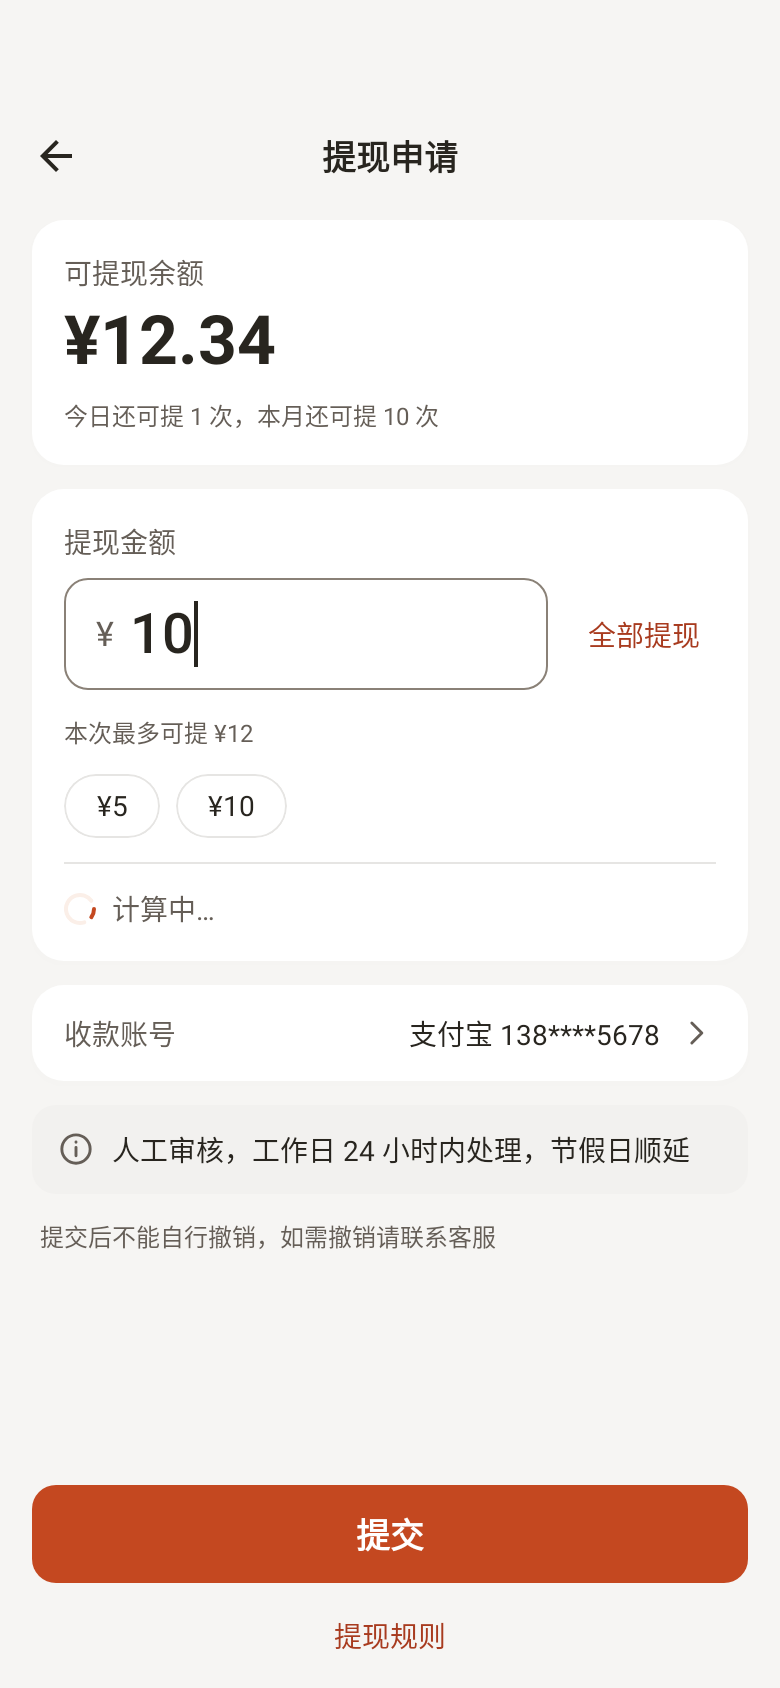 提现申请
可提现余额
¥12.34
今日还可提 1 次，本月还可提 10 次
提现金额
¥ 10
全部提现
本次最多可提 ¥12
¥5 ¥10
计算中…
收款账号 支付宝 138****5678
人工审核，工作日 24 小时内处理，节假日顺延
提交后不能自行撤销，如需撤销请联系客服
提交
提现规则